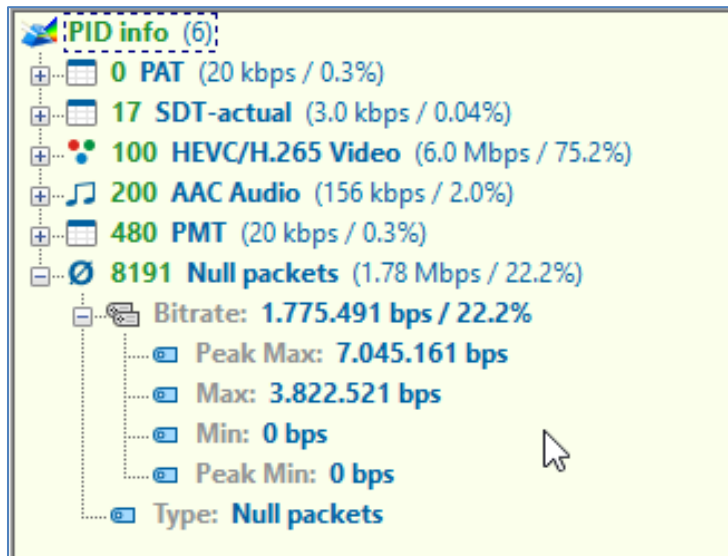 PID info (6)
0 PAT (20 kbps / 0.3%)
17 SDT-actual (3.0 kbps / 0.04%)
100 HEVC/H.265 Video (6.0 Mbps / 75.2%)
200 AAC Audio (156 kbps / 2.0%)
480 PMT (20 kbps / 0.3%)
8191 Null packets (1.78 Mbps / 22.2%)
Bitrate: 1.775.491 bps / 22.2%
Peak Max: 7.045.161 bps
Max: 3.822.521 bps
Min: 0 bps
Peak Min: 0 bps
Type: Null packets